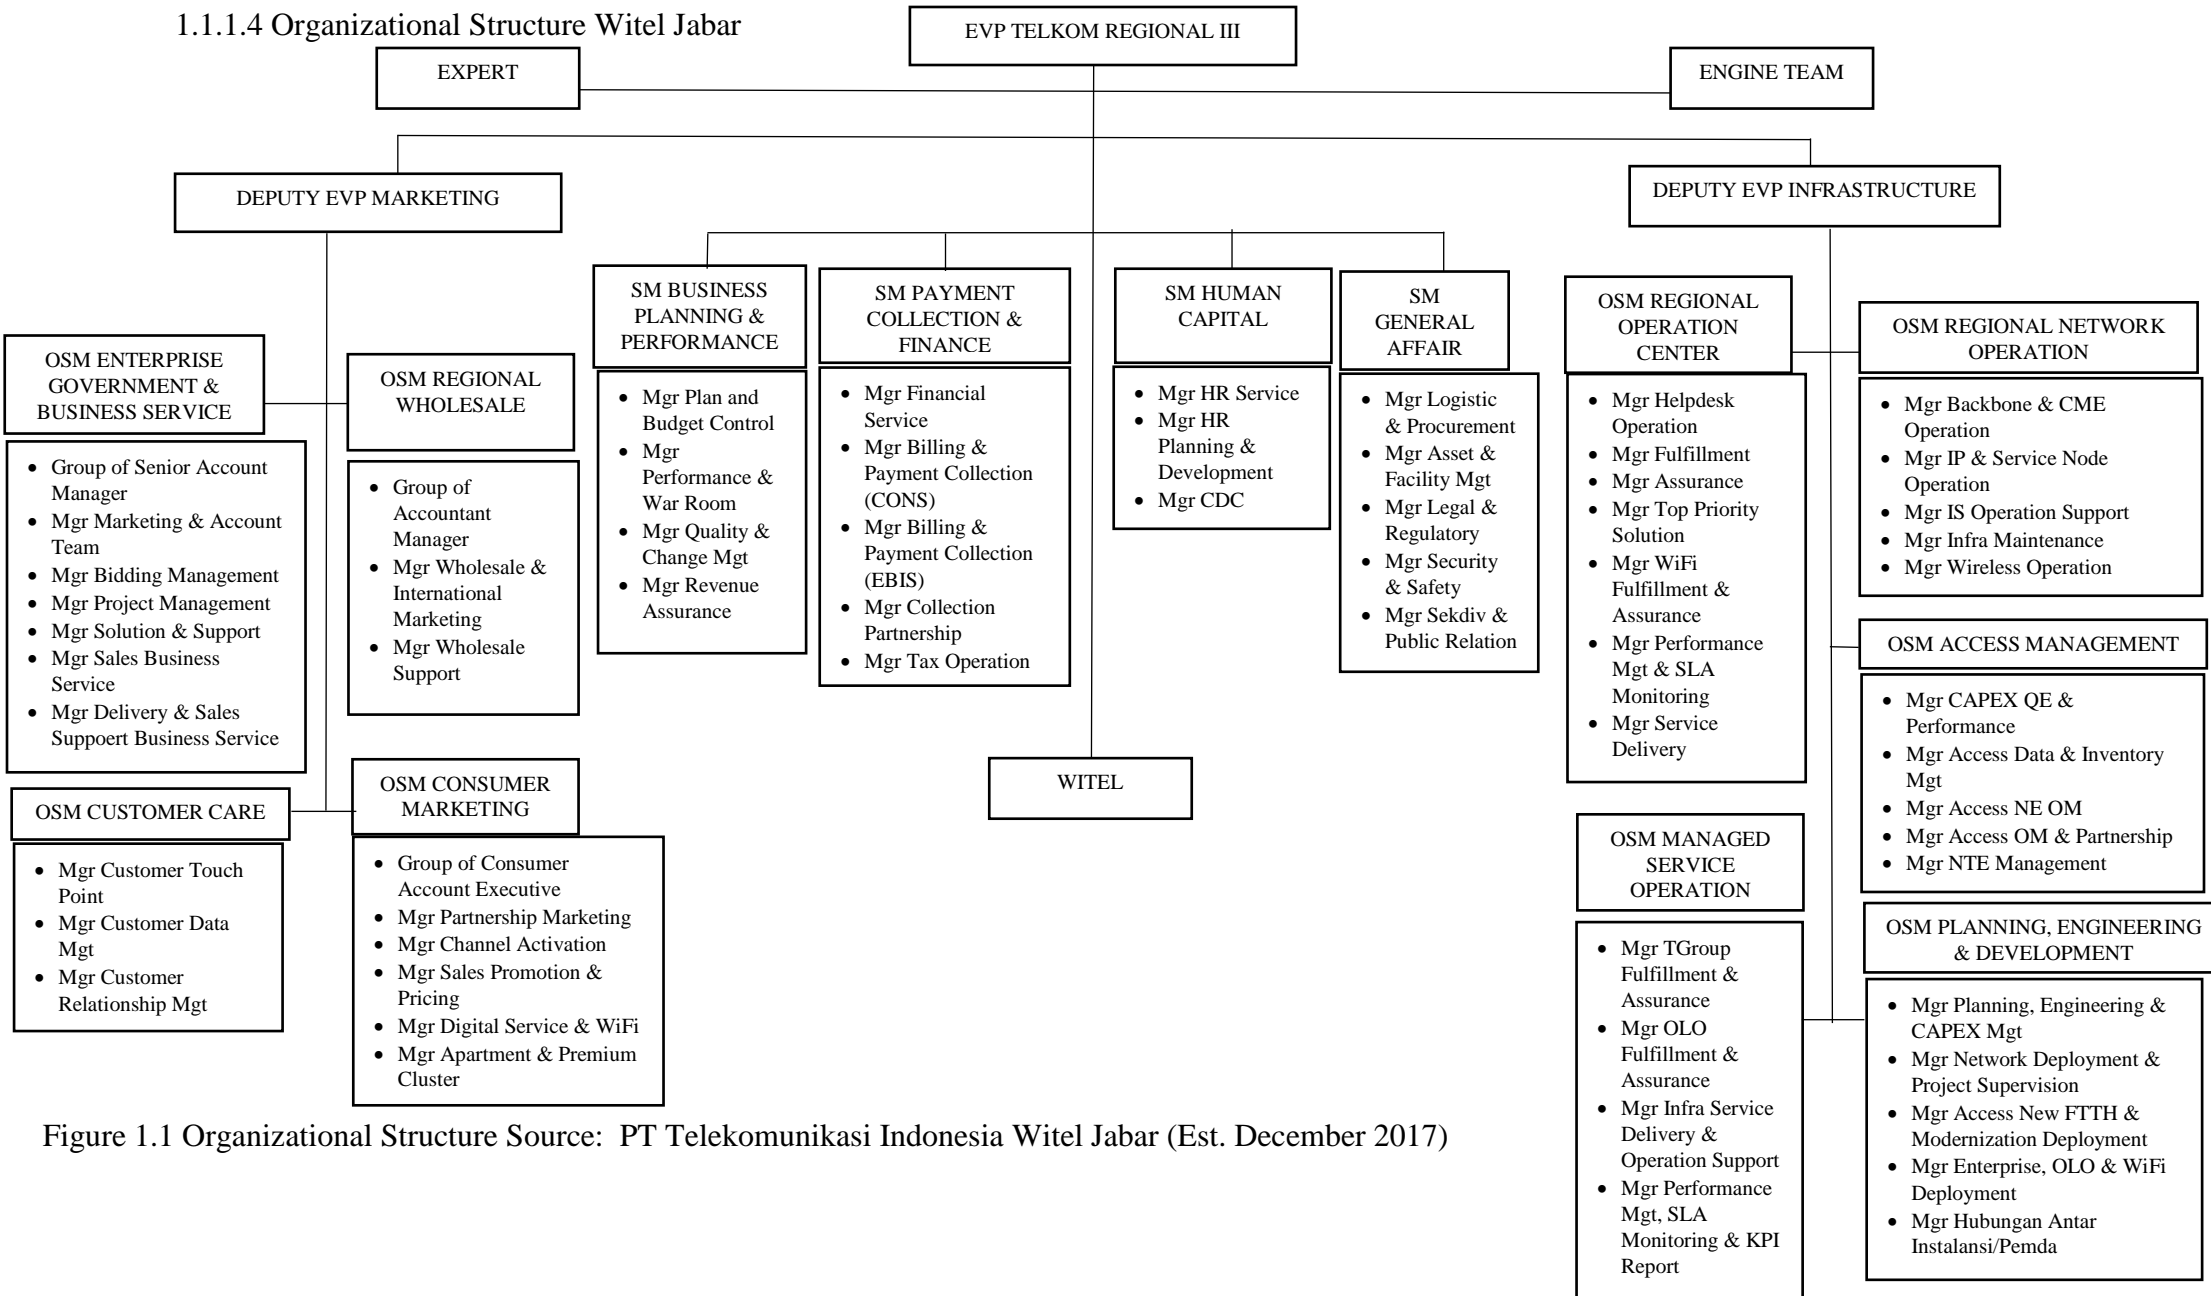 1.1.1.4 Organizational Structure Witel Jabar
EVP TELKOM REGIONAL III
EXPERT
ENGINE TEAM
DEPUTY EVP MARKETING
DEPUTY EVP INFRASTRUCTURE
OSM ENTERPRISE
GOVERNMENT &
BUSINESS SERVICE
• Group of Senior Account
Manager
• Mgr Marketing & Account
Team
• Mgr Bidding Management
• Mgr Project Management
• Mgr Solution & Support
• Mgr Sales Business
Service
• Mgr Delivery & Sales
Suppoert Business Service
OSM REGIONAL
WHOLESALE
• Group of
Accountant
Manager
• Mgr Wholesale &
International
Marketing
• Mgr Wholesale
Support
OSM CUSTOMER CARE
• Mgr Customer Touch
Point
• Mgr Customer Data
Mgt
• Mgr Customer
Relationship Mgt
OSM CONSUMER
MARKETING
• Group of Consumer
Account Executive
• Mgr Partnership Marketing
• Mgr Channel Activation
• Mgr Sales Promotion &
Pricing
• Mgr Digital Service & WiFi
• Mgr Apartment & Premium
Cluster
SM BUSINESS
PLANNING &
PERFORMANCE
• Mgr Plan and
Budget Control
• Mgr
Performance &
War Room
• Mgr Quality &
Change Mgt
• Mgr Revenue
Assurance
SM PAYMENT
COLLECTION &
FINANCE
• Mgr Financial
Service
• Mgr Billing &
Payment Collection
(CONS)
• Mgr Billing &
Payment Collection
(EBIS)
• Mgr Collection
Partnership
• Mgr Tax Operation
SM HUMAN
CAPITAL
• Mgr HR Service
• Mgr HR
Planning &
Development
• Mgr CDC
SM
GENERAL
AFFAIR
• Mgr Logistic
& Procurement
• Mgr Asset &
Facility Mgt
• Mgr Legal &
Regulatory
• Mgr Security
& Safety
• Mgr Sekdiv &
Public Relation
WITEL
OSM REGIONAL
OPERATION
CENTER
• Mgr Helpdesk
Operation
• Mgr Fulfillment
• Mgr Assurance
• Mgr Top Priority
Solution
• Mgr WiFi
Fulfillment &
Assurance
• Mgr Performance
Mgt & SLA
Monitoring
• Mgr Service
Delivery
OSM REGIONAL NETWORK
OPERATION
• Mgr Backbone & CME
Operation
• Mgr IP & Service Node
Operation
• Mgr IS Operation Support
• Mgr Infra Maintenance
• Mgr Wireless Operation
OSM ACCESS MANAGEMENT
• Mgr CAPEX QE &
Performance
• Mgr Access Data & Inventory
Mgt
• Mgr Access NE OM
• Mgr Access OM & Partnership
• Mgr NTE Management
OSM MANAGED
SERVICE
OPERATION
• Mgr TGroup
Fulfillment &
Assurance
• Mgr OLO
Fulfillment &
Assurance
• Mgr Infra Service
Delivery &
Operation Support
• Mgr Performance
Mgt, SLA
Monitoring & KPI
Report
OSM PLANNING, ENGINEERING
& DEVELOPMENT
• Mgr Planning, Engineering &
CAPEX Mgt
• Mgr Network Deployment &
Project Supervision
• Mgr Access New FTTH &
Modernization Deployment
• Mgr Enterprise, OLO & WiFi
Deployment
• Mgr Hubungan Antar
Instalansi/Pemda
Figure 1.1 Organizational Structure Source: PT Telekomunikasi Indonesia Witel Jabar (Est. December 2017)